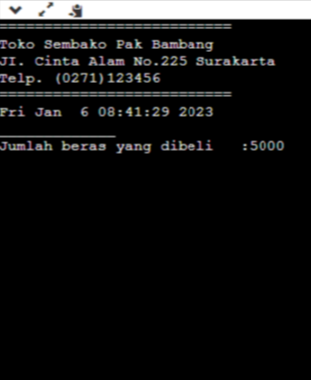 ==========================
Toko Sembako Pak Bambang
JI. Cinta Alam No.225 Surakarta
Telp. (0271)123456
==========================
Fri Jan  6 08:41:29 2023
_____________
Jumlah beras yang dibeli   :5000